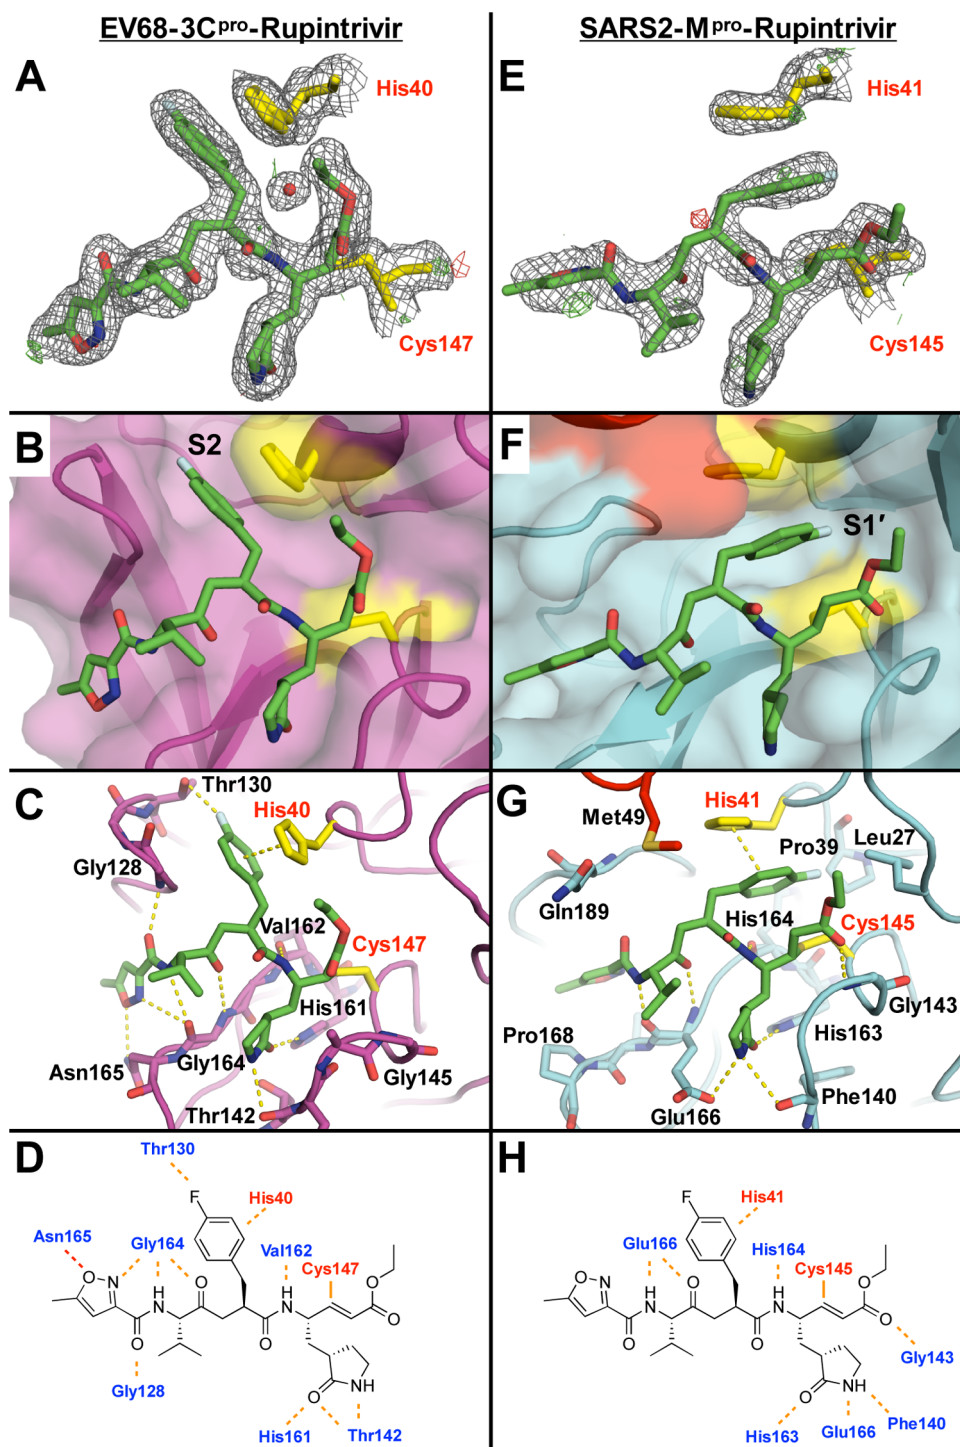 EV68-3Cpro-Rupintrivir
SARS2-Mpro-Rupintrivir
A
His40
Cys147
E
His41
Cys145
B
S2
F
S1′
C
Thr130
His40
Gly128
Val162
Cys147
His161
Asn165
Gly164
Gly145
Thr142
G
Met49
His41
Pro39
Leu27
Gln189
His164
Cys145
Gly143
Pro168
His163
Glu166
Phe140
D
Thr130
F
His40
Asn165
Gly164
Val162
Cys147
O
N
H
N
O
H
N
O
O
O
O
Gly128
O
NH
His161
Thr142
H
F
His41
Glu166
His164
Cys145
O
N
H
N
O
H
N
O
O
O
O
Gly143
O
NH
His163
Glu166
Phe140